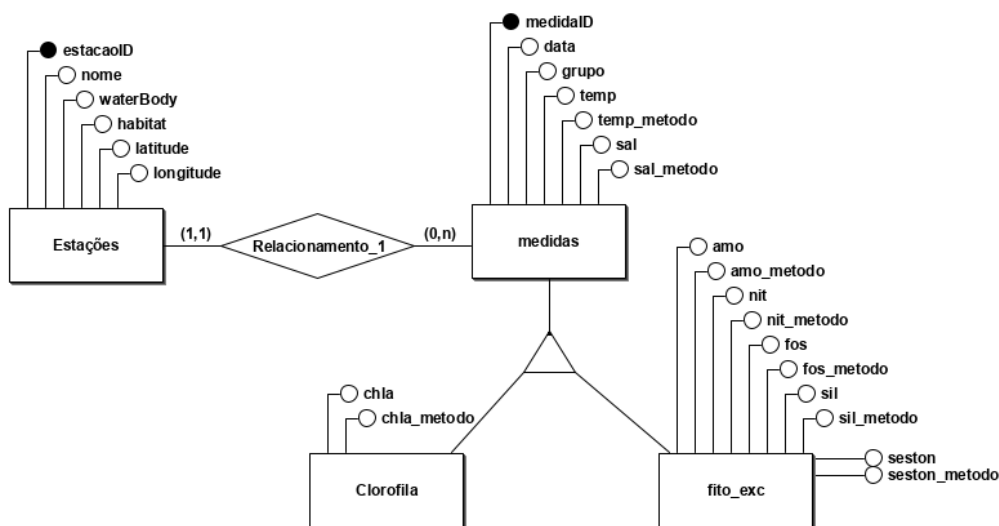 estacaoID
nome
waterBody
habitat
latitude
longitude
Estações
(1,1)
Relacionamento_1
(0,n)
medidaID
data
grupo
temp
temp_metodo
sal
sal_metodo
medidas
chla
chla_metodo
Clorofila
amo
amo_metodo
nit
nit_metodo
fos
fos_metodo
sil
sil_metodo
seston
seston_metodo
fito_exc